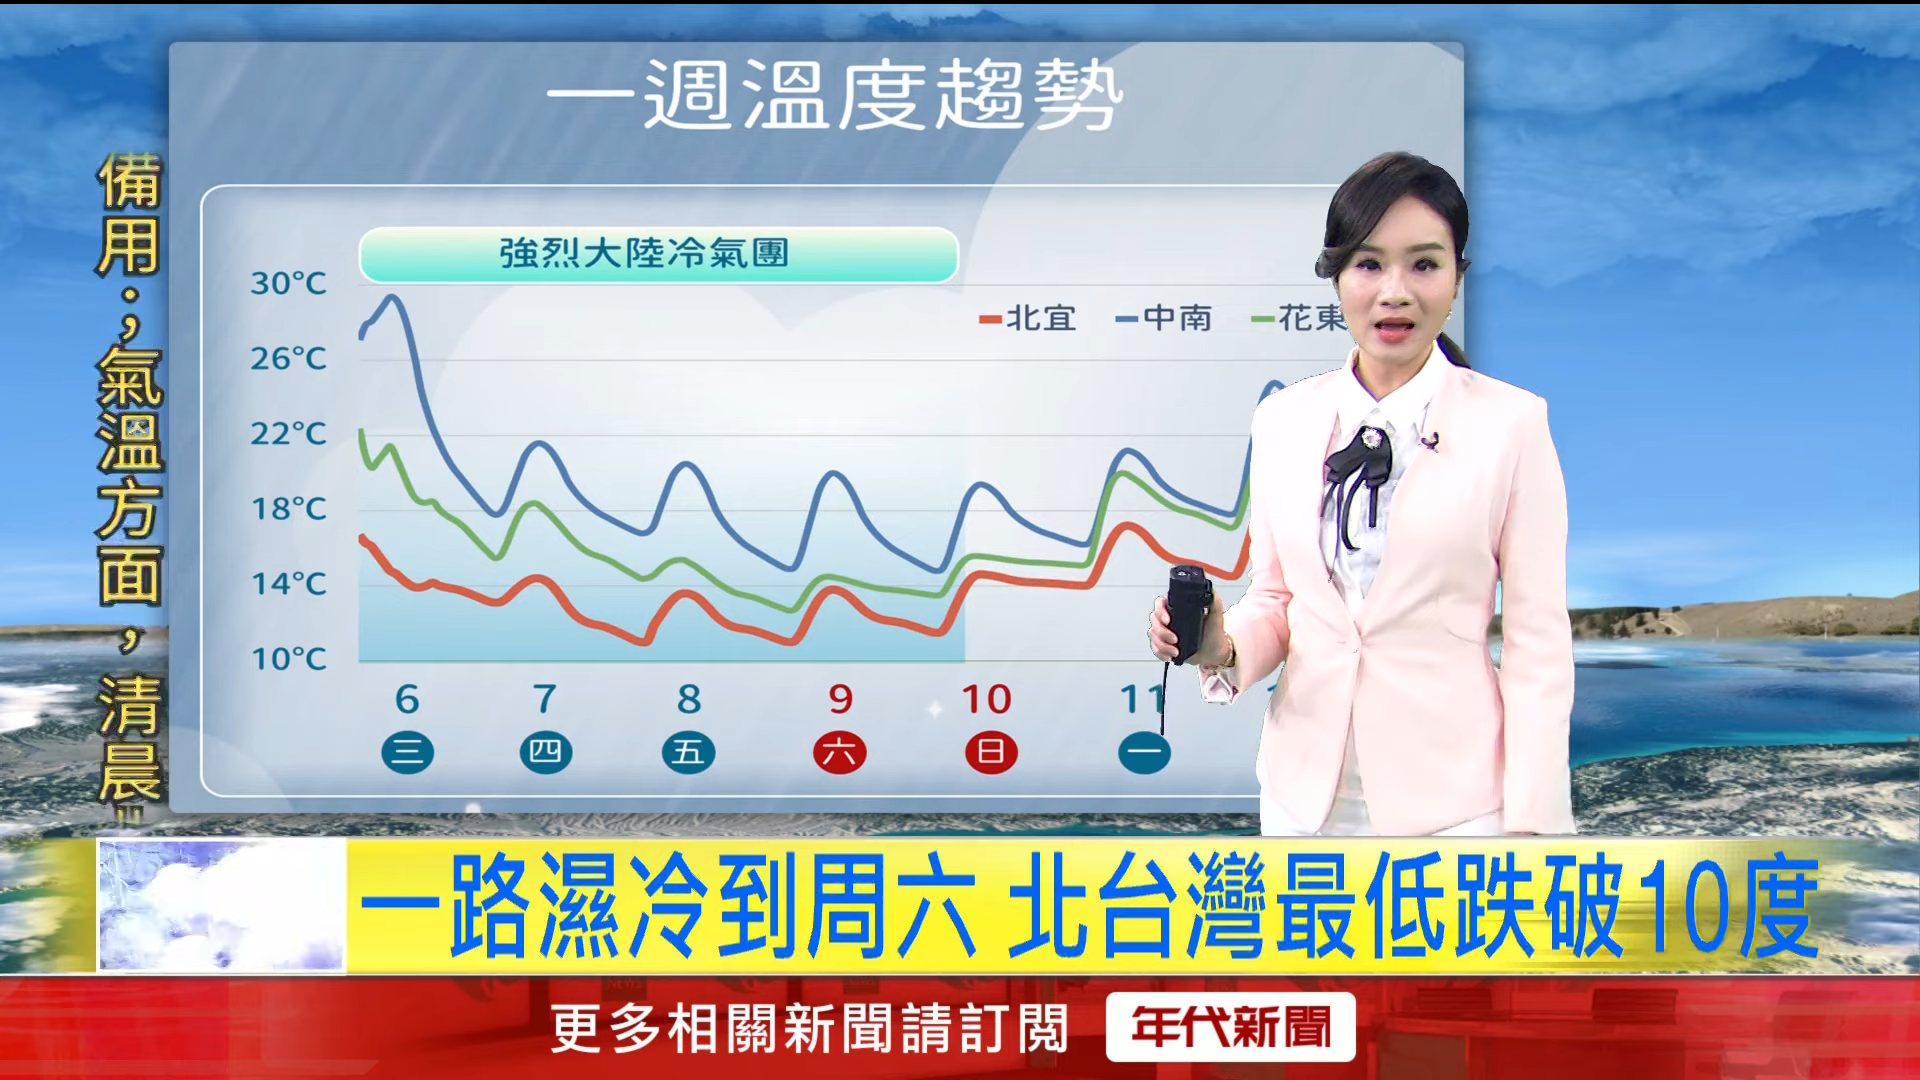 一週溫度趨勢
備用：；氣溫方面，清晨
強烈大陸冷氣團
北宜 中南 花東
30°C
26°C
22°C
18°C
14°C
10°C
6 7 8 9 10 11
三 四 五 六 日 一
一路濕冷到周六 北台灣最低跌破10度
更多相關新聞請訂閱 年代新聞